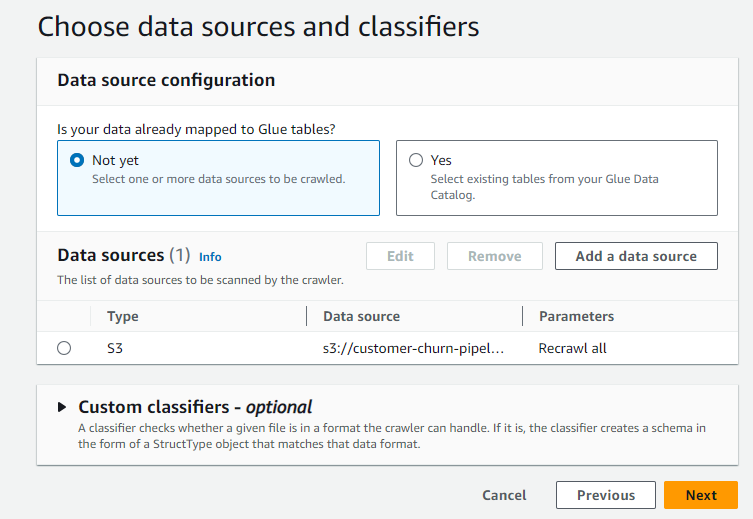 Choose data sources and classifiers
Data source configuration
Is your data already mapped to Glue tables?
Not yet
Select one or more data sources to be crawled.
Yes
Select existing tables from your Glue Data
Catalog.
Data sources (1) Info
Edit
Remove
Add a data source
The list of data sources to be scanned by the crawler.
Type
Data source
Parameters
S3
s3://customer-churn-pipel...
Recrawl all
Custom classifiers - optional
A classifier checks whether a given file is in a format the crawler can handle. If it is, the classifier creates a schema in
the form of a StructType object that matches that data format.
Cancel
Previous
Next